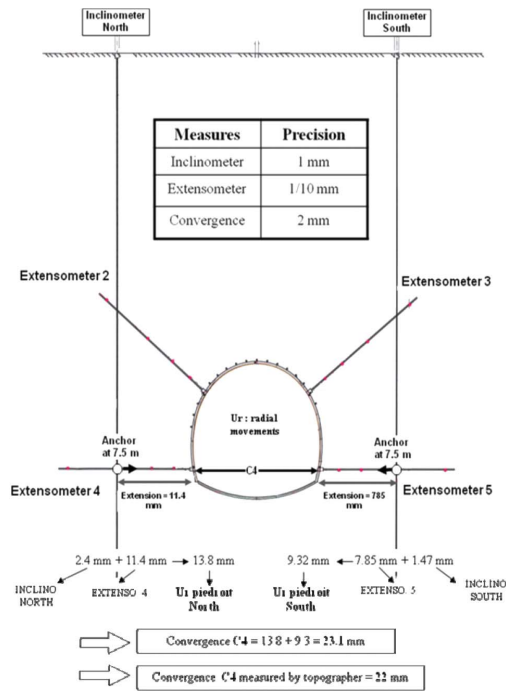 Inclinometer
North
Inclinometer
South
Measures Precision
Inclinometer 1 mm
Extensometer 1/10 mm
Convergence 2 mm
Extensometer 2
Extensometer 3
Ur : radial
movements
Anchor
at 7.5 m
Anchor
at 7.5 m
C4
Extensometer 4
Extension = 11.4
mm
Extension = 785
mm
Extensometer 5
2.4 mm + 11.4 mm 13.8 mm 9.32 mm 7.85 mm + 1.47 mm
INCLINO
NORTH
EXTENSO. 4
Ur piedroit
North
Ur piedroit
South
EXTENSO. 5
INCLINO
SOUTH
Convergence C4 = 13 8 + 9 3 = 23.1 mm
Convergence C4 measured by topographer = 22 mm